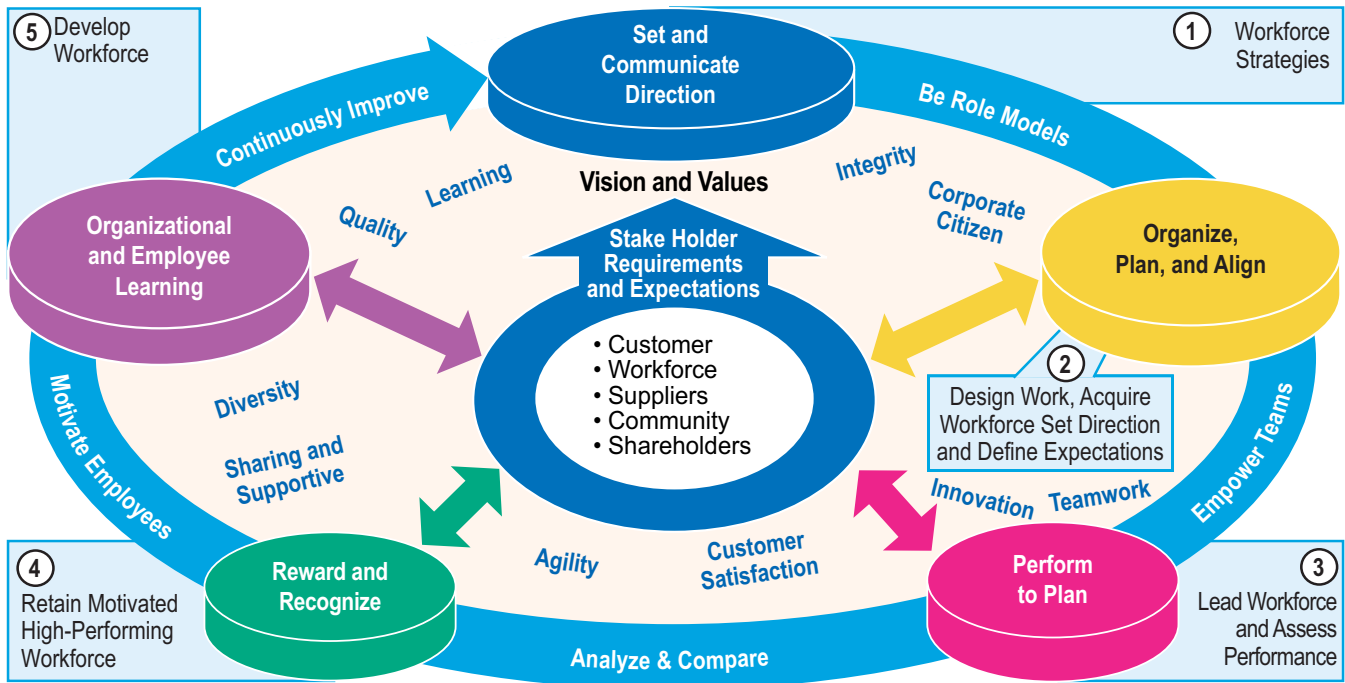 5 Develop
Workforce
Set and
Communicate
Direction
1 Workforce
Strategies
Continuously Improve
Be Role Models
Learning
Quality
Vision and Values
Integrity
Corporate
Citizen
Organizational
and Employee
Learning
Stake Holder
Requirements
and Expectations
Organize,
Plan, and Align
• Customer
• Workforce
• Suppliers
• Community
• Shareholders
2
Design Work, Acquire
Workforce Set Direction
and Define Expectations
Motivate Employees
Diversity
Sharing and
Supportive
Innovation
Teamwork
Empower Teams
Agility
Customer
Satisfaction
4
Retain Motivated
High-Performing
Workforce
Reward and
Recognize
Analyze & Compare
Perform
to Plan
3
Lead Workforce
and Assess
Performance